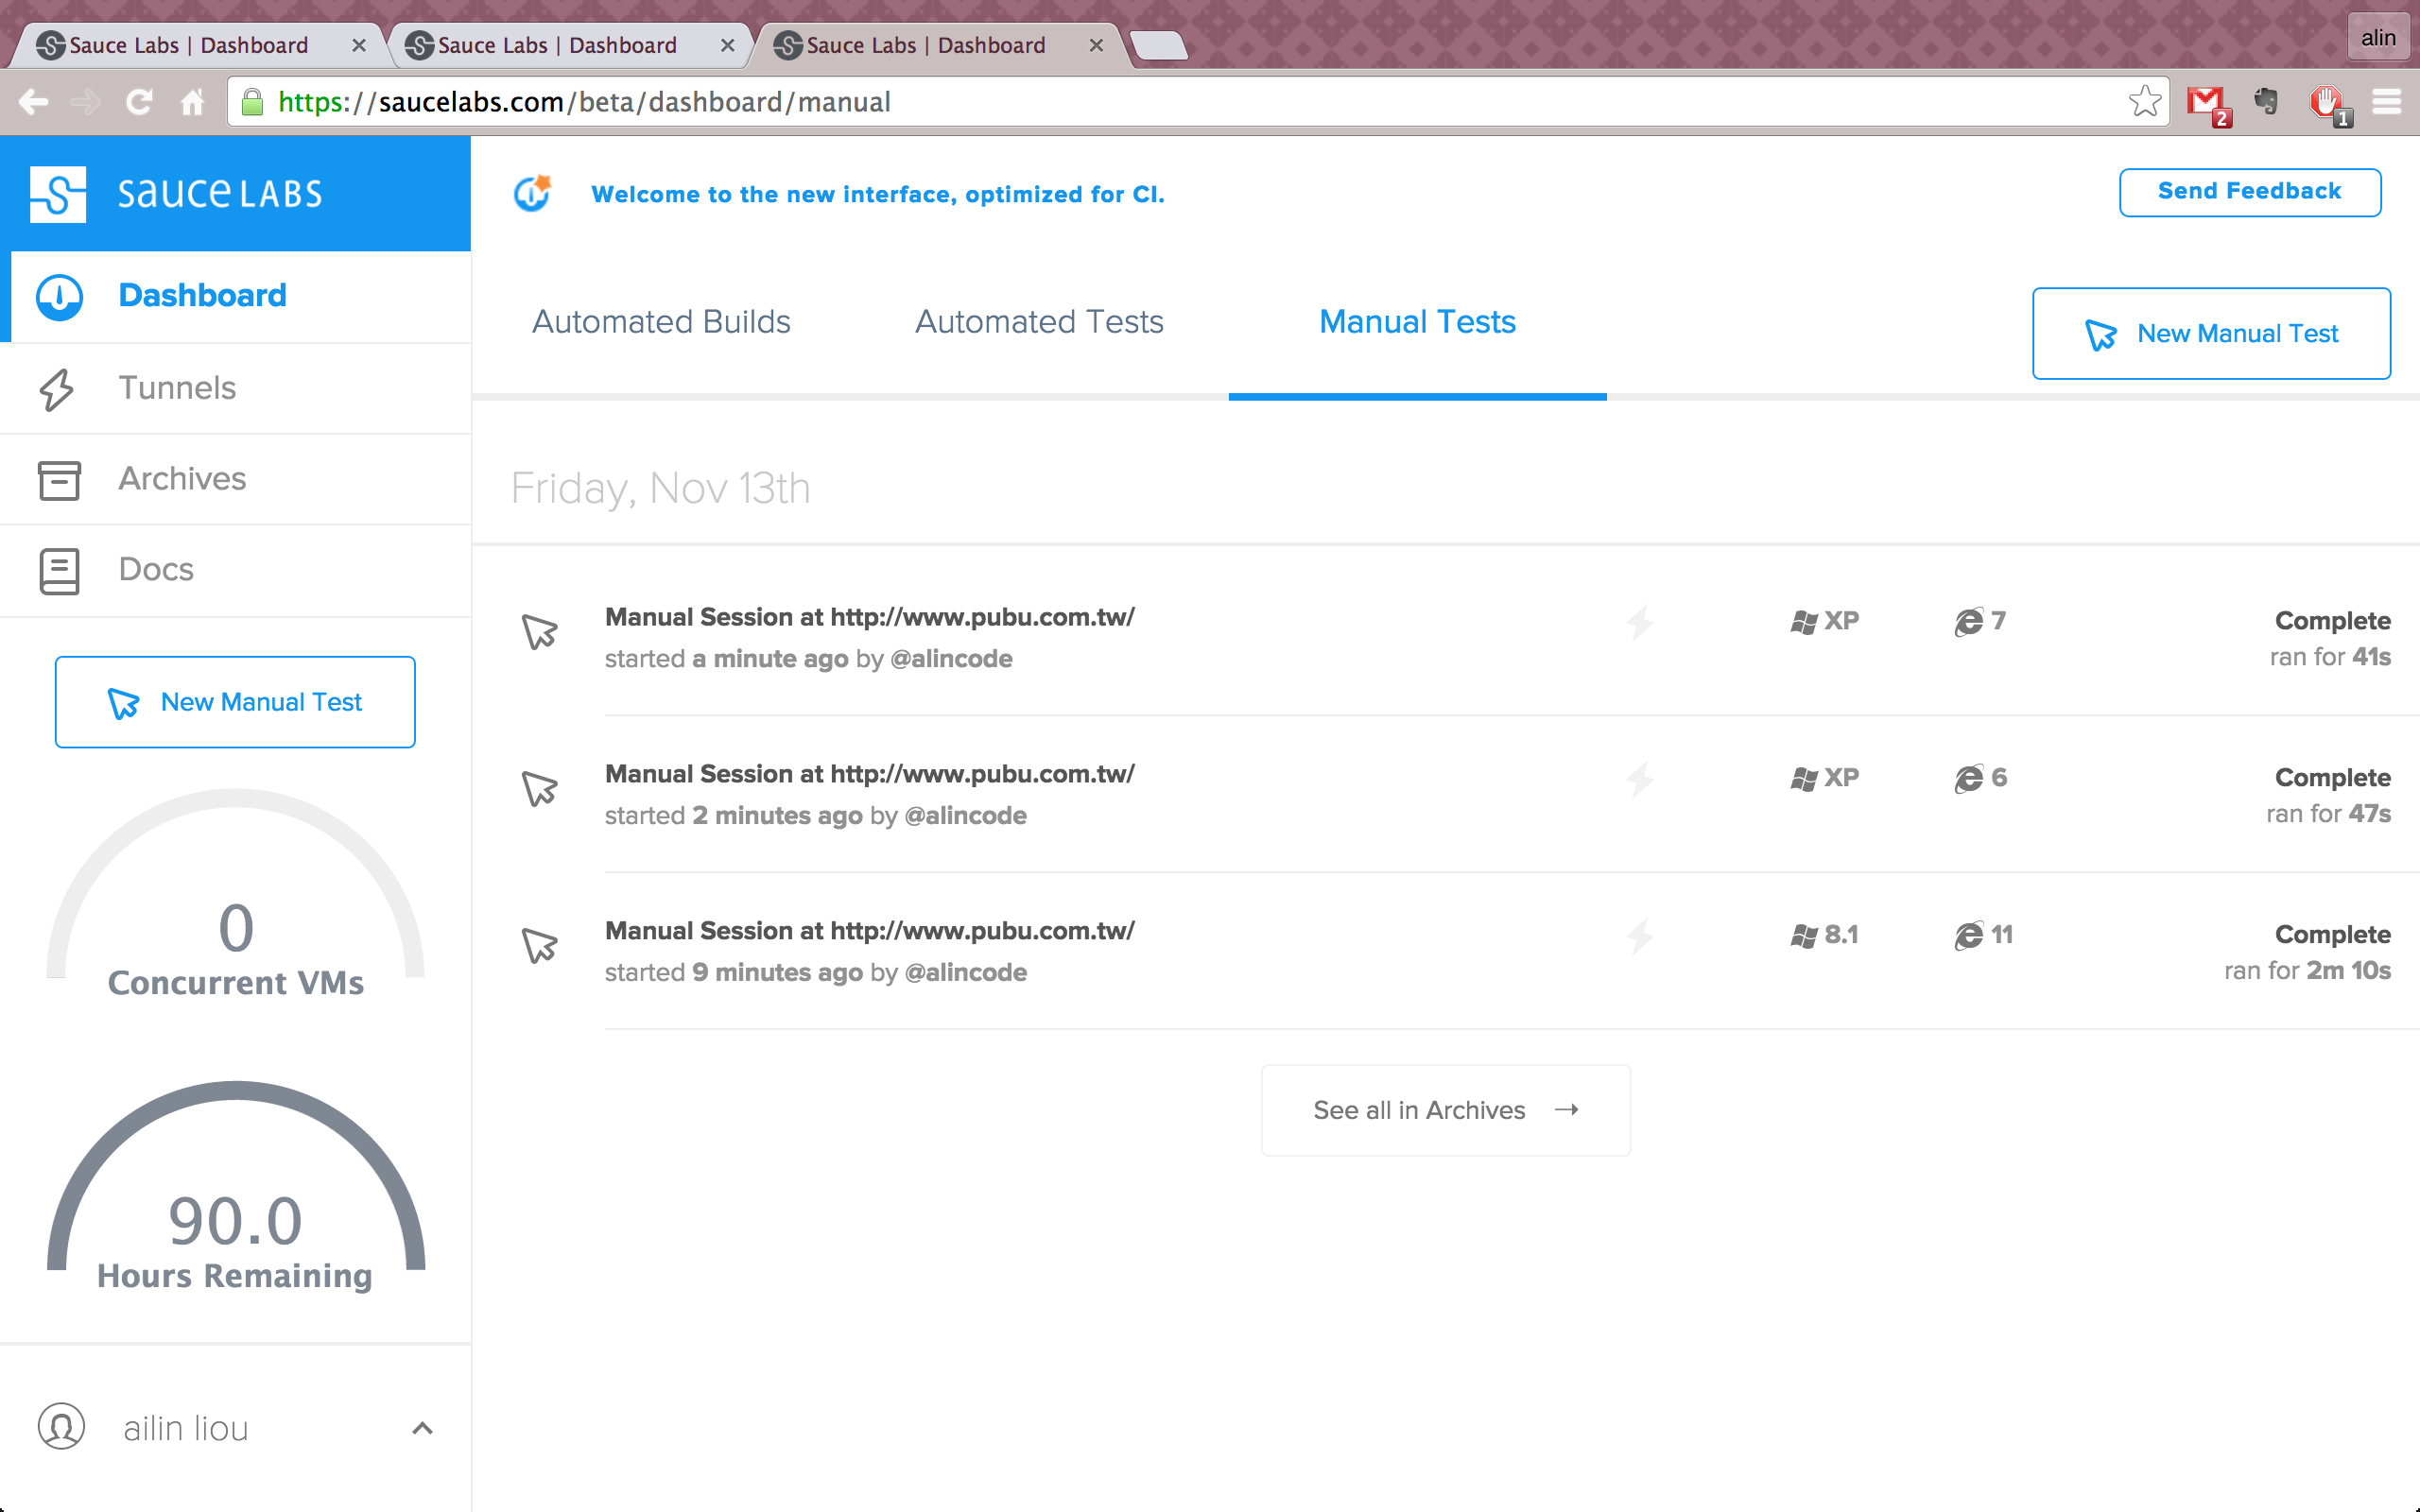 Sauce Labs | Dashboard
Sauce Labs | Dashboard
Sauce Labs | Dashboard
alin
https://saucelabs.com/beta/dashboard/manual
2
1
sauce LABS
Welcome to the new interface, optimized for CI.
Send Feedback
Dashboard
Tunnels
Archives
Docs
New Manual Test
0
Concurrent VMs
90.0
Hours Remaining
ailin liou
Automated Builds
Automated Tests
Manual Tests
New Manual Test
Friday, Nov 13th
Manual Session at http://www.pubu.com.tw/
started a minute ago by @alincode
XP
7
Complete
ran for 41s
Manual Session at http://www.pubu.com.tw/
started 2 minutes ago by @alincode
XP
6
Complete
ran for 47s
Manual Session at http://www.pubu.com.tw/
started 9 minutes ago by @alincode
8.1
11
Complete
ran for 2m 10s
See all in Archives →